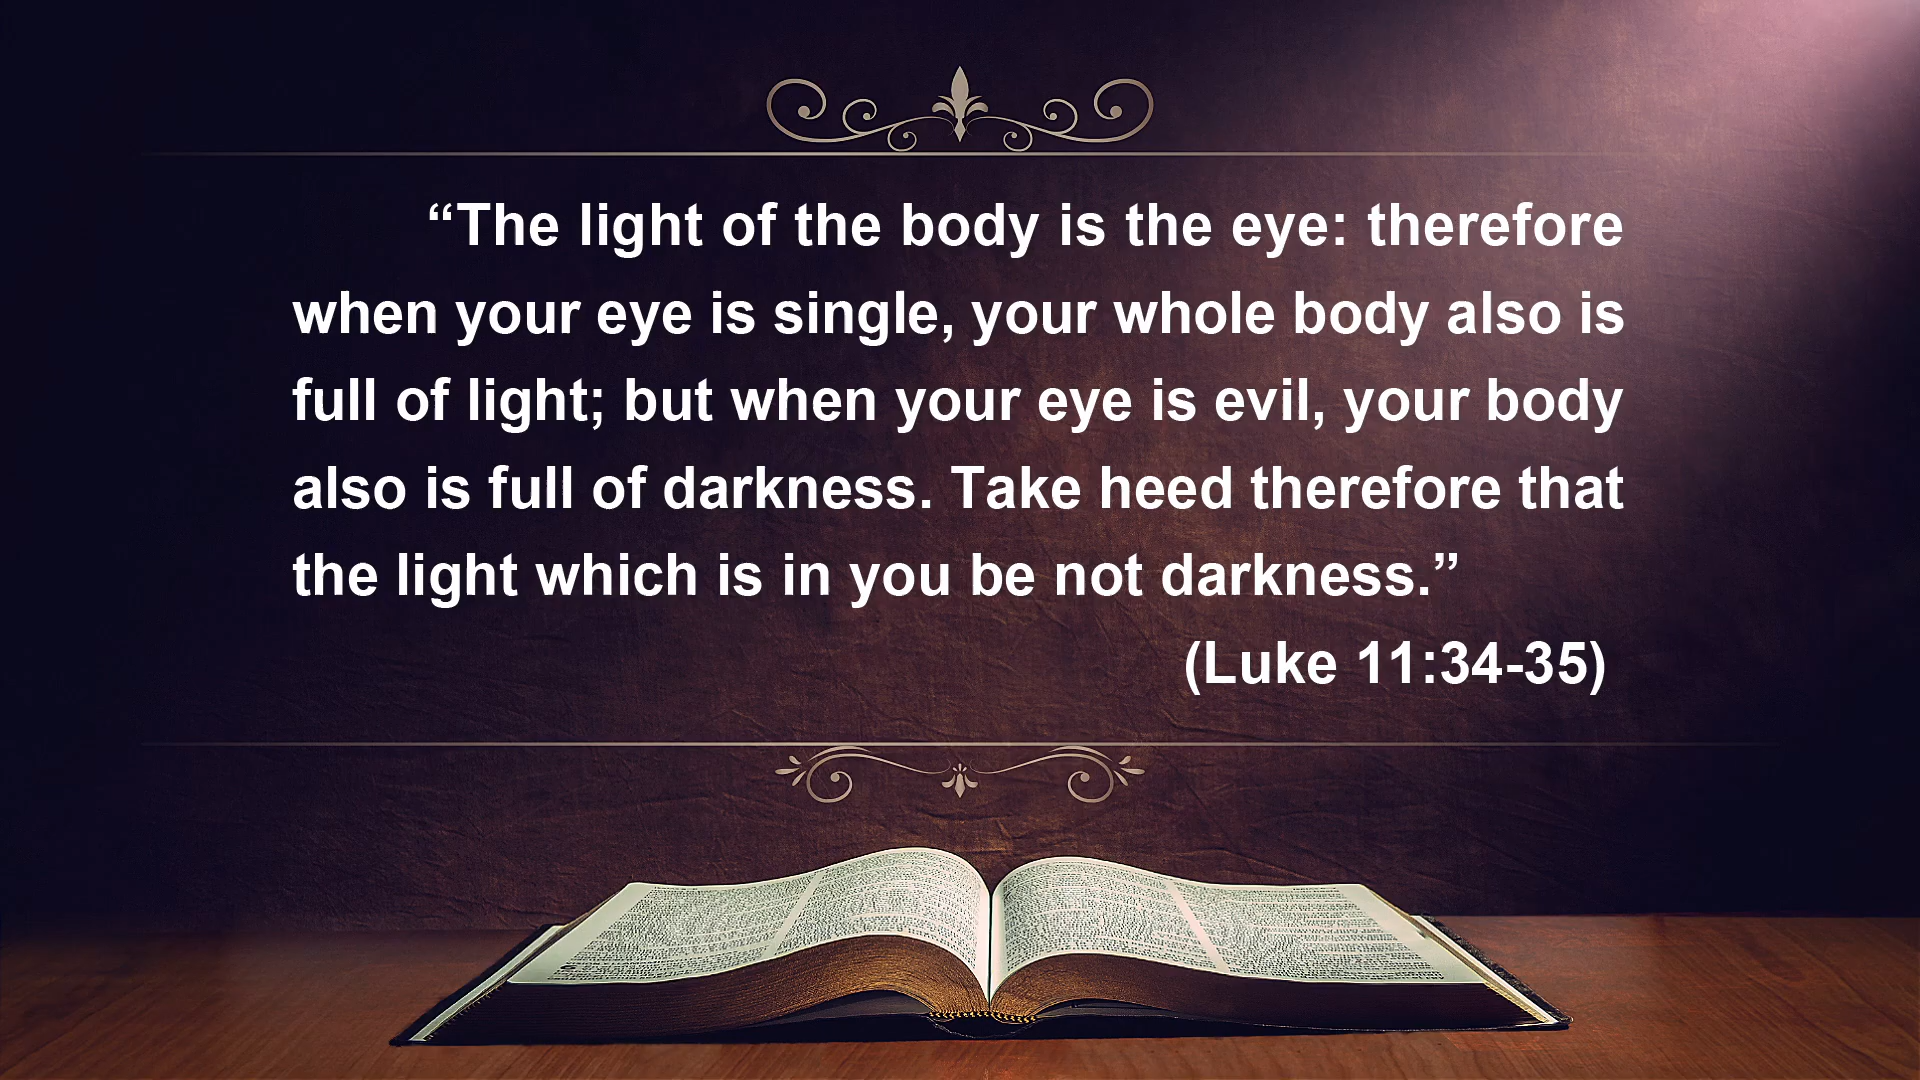 “The light of the body is the eye: therefore
when your eye is single, your whole body also is
full of light; but when your eye is evil, your body
also is full of darkness. Take heed therefore that
the light which is in you be not darkness.”
(Luke 11:34-35)